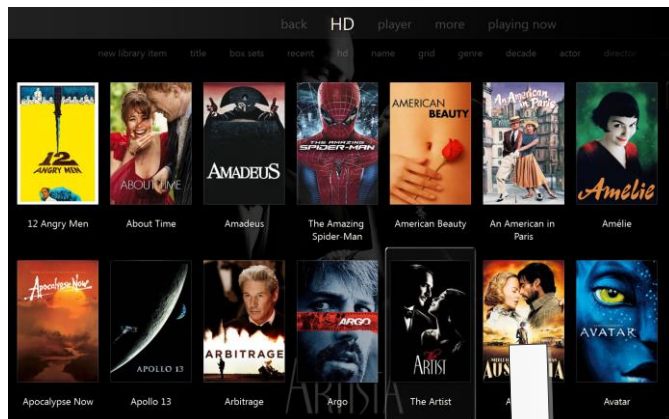 back HD player more playing now
new library item title box sets recent hd name grid genre decade actor director
12
ANGRY MEN
ABOUT TIME
AMADEUS
THE AMAZING
SPIDER-MAN
AMERICAN
BEAUTY
An American
in Paris
Amélie
12 Angry Men About Time Amadeus The Amazing
Spider-Man American Beauty An American in
Paris Amélie
Apocalypse Now
APOLLO 13
ARBITRAGE
ARGO
The
ARTIST
AVATAR
Apocalypse Now Apollo 13 Arbitrage Argo The Artist Avatar